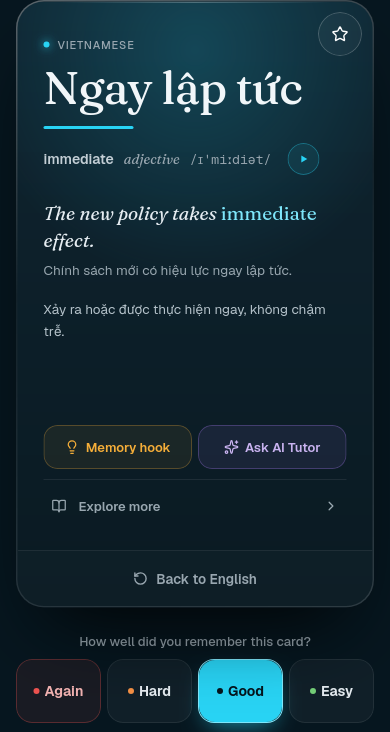 VIETNAMESE
Ngay lập tức
immediate adjective /ɪˈmiːdiət/
The new policy takes immediate
effect.
Chính sách mới có hiệu lực ngay lập tức.
Xảy ra hoặc được thực hiện ngay, không chậm
trễ.
Memory hook Ask AI Tutor
Explore more
Back to English
How well did you remember this card?
Again Hard Good Easy